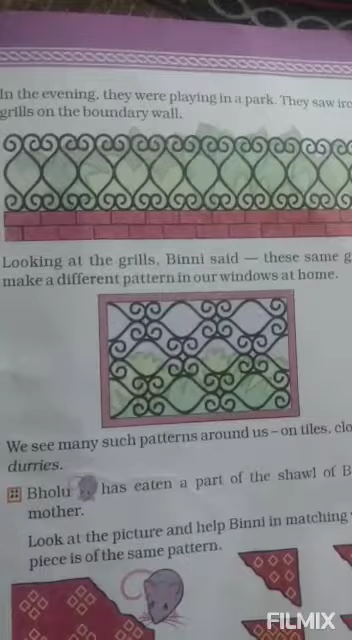 In the evening, they were playing in a park. They saw
grills on the boundary wall.
Looking at the grills, Binni said — these same
make a different pattern in our windows at home.
We see many such patterns around us – on tiles,
durries.
Bholu has eaten a part of the shawl of
mother.
Look at the picture and help Binni in matching
piece is of the same pattern.
FILMIX